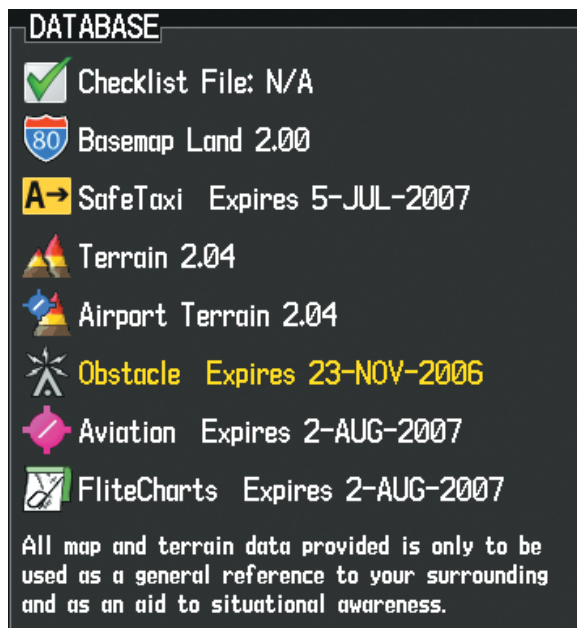 DATABASE
Checklist File: N/A
80 Basemap Land 2.00
A→ SafeTaxi Expires 5-JUL-2007
Terrain 2.04
Airport Terrain 2.04
Obstacle Expires 23-NOV-2006
Aviation Expires 2-AUG-2007
FliteCharts Expires 2-AUG-2007
All map and terrain data provided is only to be
used as a general reference to your surrounding
and as an aid to situational awareness.